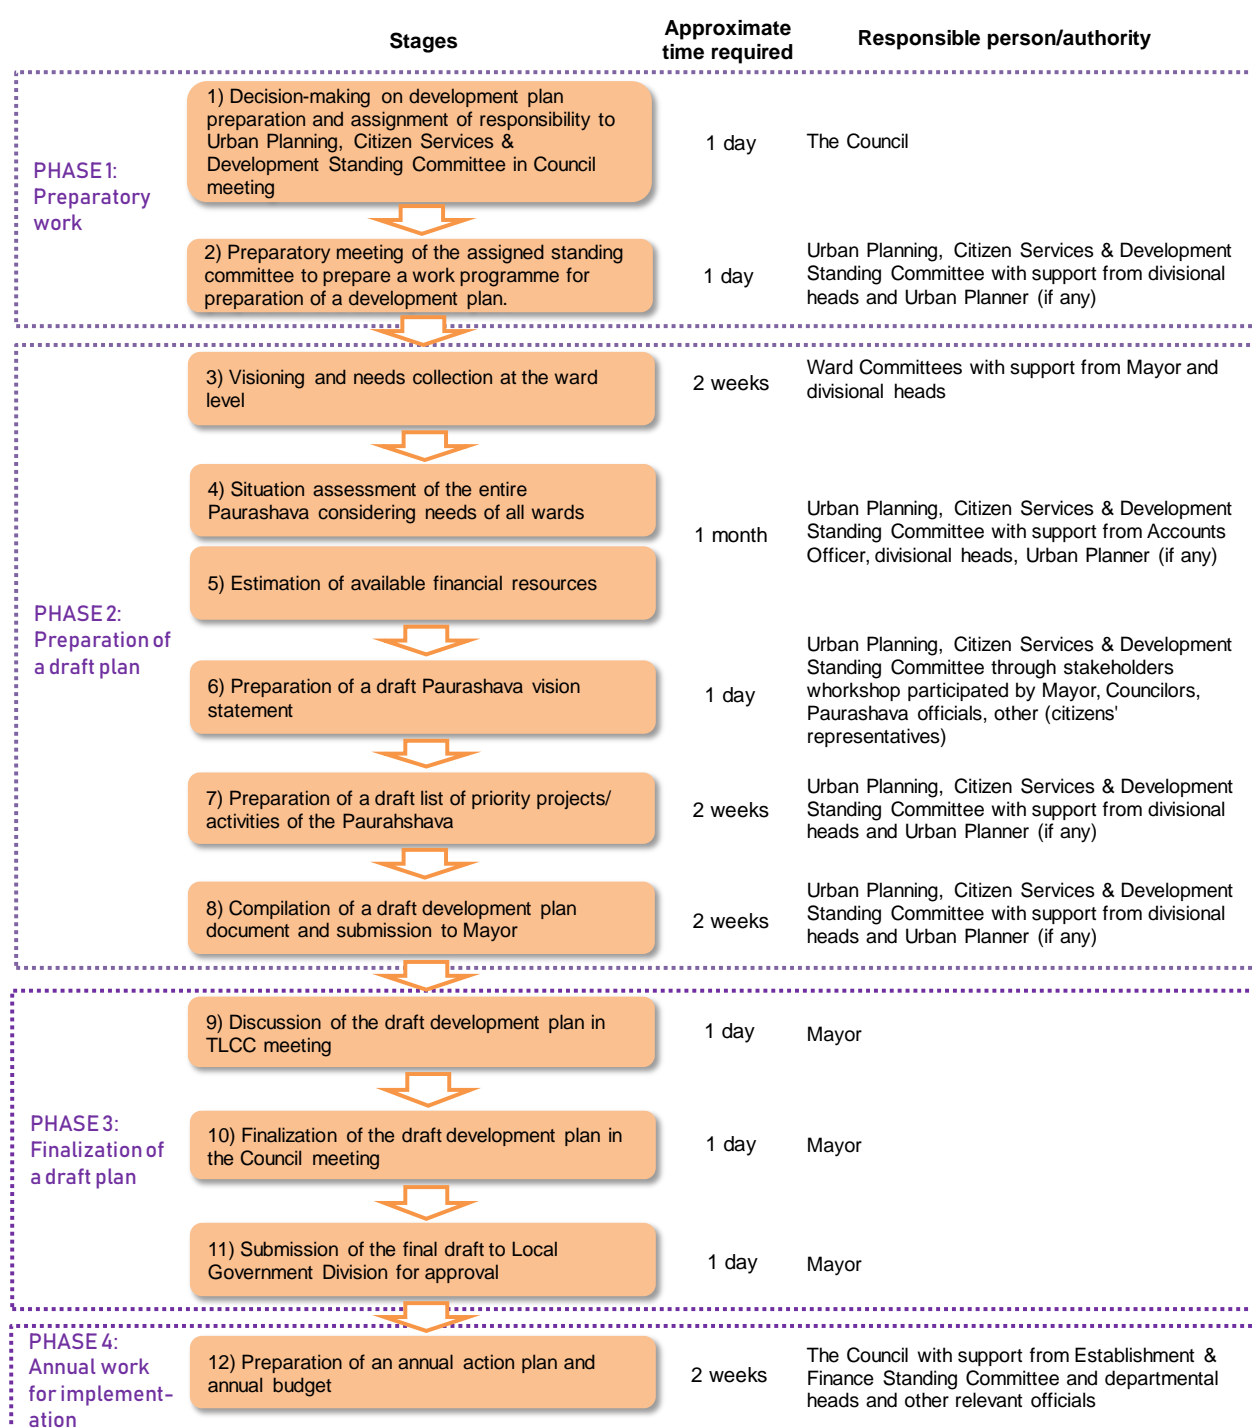 Stages
Approximate
time required
Responsible person/authority
PHASE 1:
Preparatory
work
1) Decision-making on development plan
preparation and assignment of responsibility to
Urban Planning, Citizen Services &
Development Standing Committee in Council
meeting
1 day
The Council
2) Preparatory meeting of the assigned standing
committee to prepare a work programme for
preparation of a development plan.
1 day
Urban Planning, Citizen Services & Development
Standing Committee with support from divisional
heads and Urban Planner (if any)
PHASE 2:
Preparation of
a draft plan
3) Visioning and needs collection at the ward
level
2 weeks
Ward Committees with support from Mayor and
divisional heads
4) Situation assessment of the entire
Paurashava considering needs of all wards
5) Estimation of available financial resources
1 month
Urban Planning, Citizen Services & Development
Standing Committee with support from Accounts
Officer, divisional heads, Urban Planner (if any)
6) Preparation of a draft Paurashava vision
statement
1 day
Urban Planning, Citizen Services & Development
Standing Committee through stakeholders
whorkshop participated by Mayor, Councilors,
Paurashava officials, other (citizens'
representatives)
7) Preparation of a draft list of priority projects/
activities of the Paurahshava
2 weeks
Urban Planning, Citizen Services & Development
Standing Committee with support from divisional
heads and Urban Planner (if any)
8) Compilation of a draft development plan
document and submission to Mayor
2 weeks
Urban Planning, Citizen Services & Development
Standing Committee with support from divisional
heads and Urban Planner (if any)
PHASE 3:
Finalization of
a draft plan
9) Discussion of the draft development plan in
TLCC meeting
1 day
Mayor
10) Finalization of the draft development plan in
the Council meeting
1 day
Mayor
11) Submission of the final draft to Local
Government Division for approval
1 day
Mayor
PHASE 4:
Annual work
for implement-
ation
12) Preparation of an annual action plan and
annual budget
2 weeks
The Council with support from Establishment &
Finance Standing Committee and departmental
heads and other relevant officials